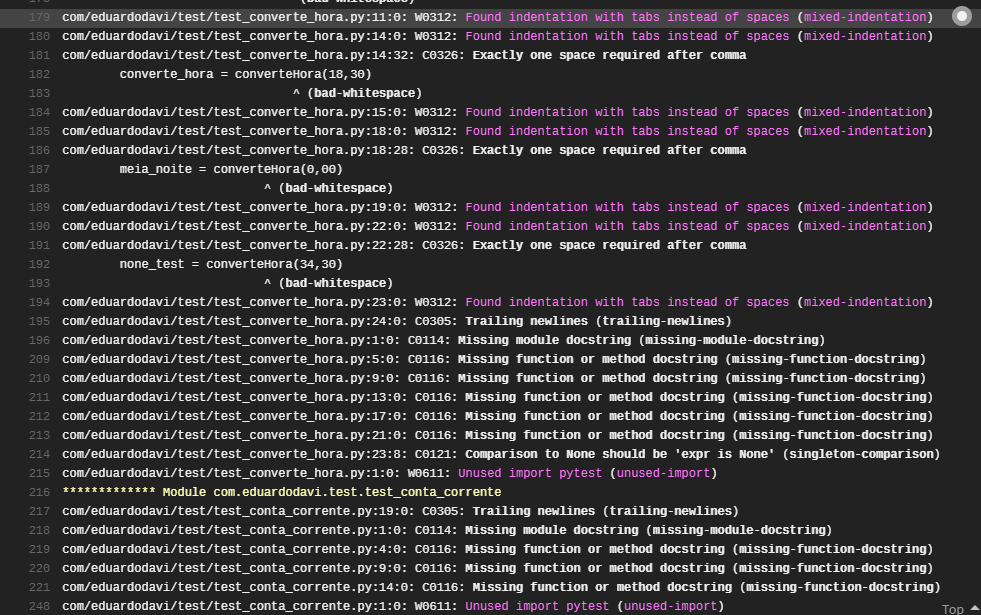 (bad-whitespace)
179 com/eduardodavi/test/test_converte_hora.py:11:0: W0312: Found indentation with tabs instead of spaces (mixed-indentation)
180 com/eduardodavi/test/test_converte_hora.py:14:0: W0312: Found indentation with tabs instead of spaces (mixed-indentation)
181 com/eduardodavi/test/test_converte_hora.py:14:32: C0326: Exactly one space required after comma
182 converte_hora = converteHora(18,30)
183 ^ (bad-whitespace)
184 com/eduardodavi/test/test_converte_hora.py:15:0: W0312: Found indentation with tabs instead of spaces (mixed-indentation)
185 com/eduardodavi/test/test_converte_hora.py:18:0: W0312: Found indentation with tabs instead of spaces (mixed-indentation)
186 com/eduardodavi/test/test_converte_hora.py:18:28: C0326: Exactly one space required after comma
187 meia_noite = converteHora(0,00)
188 ^ (bad-whitespace)
189 com/eduardodavi/test/test_converte_hora.py:19:0: W0312: Found indentation with tabs instead of spaces (mixed-indentation)
190 com/eduardodavi/test/test_converte_hora.py:22:0: W0312: Found indentation with tabs instead of spaces (mixed-indentation)
191 com/eduardodavi/test/test_converte_hora.py:22:28: C0326: Exactly one space required after comma
192 none_test = converteHora(34,30)
193 ^ (bad-whitespace)
194 com/eduardodavi/test/test_converte_hora.py:23:0: W0312: Found indentation with tabs instead of spaces (mixed-indentation)
195 com/eduardodavi/test/test_converte_hora.py:24:0: C0305: Trailing newlines (trailing-newlines)
196 com/eduardodavi/test/test_converte_hora.py:1:0: C0114: Missing module docstring (missing-module-docstring)
209 com/eduardodavi/test/test_converte_hora.py:5:0: C0116: Missing function or method docstring (missing-function-docstring)
210 com/eduardodavi/test/test_converte_hora.py:9:0: C0116: Missing function or method docstring (missing-function-docstring)
211 com/eduardodavi/test/test_converte_hora.py:13:0: C0116: Missing function or method docstring (missing-function-docstring)
212 com/eduardodavi/test/test_converte_hora.py:17:0: C0116: Missing function or method docstring (missing-function-docstring)
213 com/eduardodavi/test/test_converte_hora.py:21:0: C0116: Missing function or method docstring (missing-function-docstring)
214 com/eduardodavi/test/test_converte_hora.py:23:8: C0121: Comparison to None should be 'expr is None' (singleton-comparison)
215 com/eduardodavi/test/test_converte_hora.py:1:0: W0611: Unused import pytest (unused-import)
216 ************* Module com.eduardodavi.test.test_conta_corrente
217 com/eduardodavi/test/test_conta_corrente.py:19:0: C0305: Trailing newlines (trailing-newlines)
218 com/eduardodavi/test/test_conta_corrente.py:1:0: C0114: Missing module docstring (missing-module-docstring)
219 com/eduardodavi/test/test_conta_corrente.py:4:0: C0116: Missing function or method docstring (missing-function-docstring)
220 com/eduardodavi/test/test_conta_corrente.py:9:0: C0116: Missing function or method docstring (missing-function-docstring)
221 com/eduardodavi/test/test_conta_corrente.py:14:0: C0116: Missing function or method docstring (missing-function-docstring)
248 com/eduardodavi/test/test_conta_corrente.py:1:0: W0611: Unused import pytest (unused-import)
Top